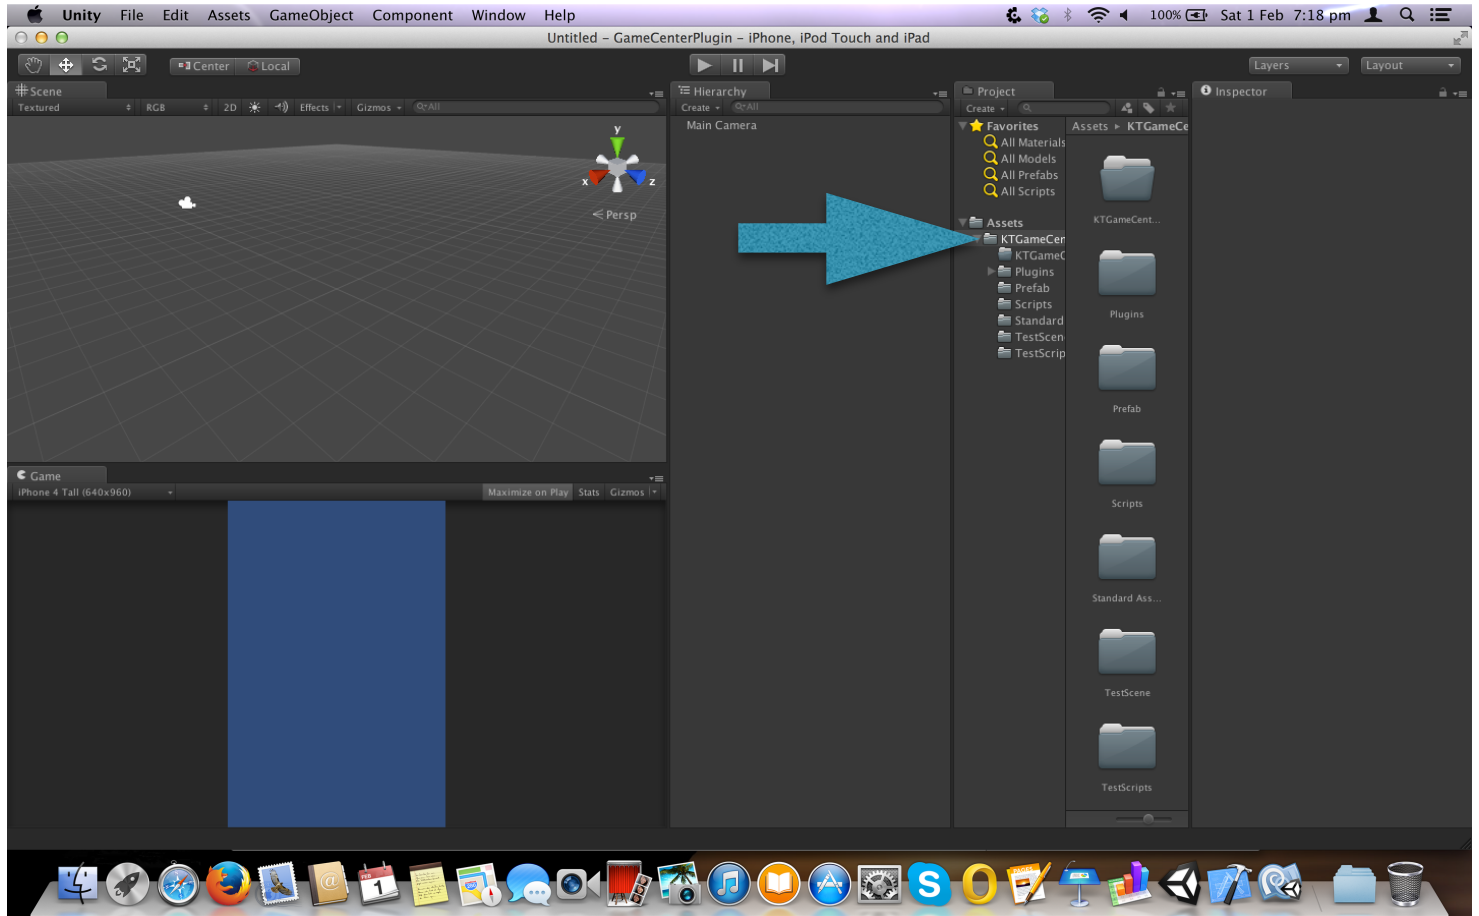 Unity File Edit Assets GameObject Component Window Help 100% Sat 1 Feb 7:18 pm
Untitled – GameCenterPlugin – iPhone, iPod Touch and iPad
Center Local Layers Layout
Scene
Textured RGB 2D Effects Gizmos All
y
x
z
Persp
Game
iPhone 4 Tall (640x960) Maximize on Play Stats Gizmos
Hierarchy
Create All
Main Camera
Project
Create
Favorites
All Materials
All Models
All Prefabs
All Scripts
Assets
KTGameCen
KTGameC
Plugins
Prefab
Scripts
Standard
TestScen
TestScrip
Assets KTGameCe
KTGameCent...
Plugins
Prefab
Scripts
Standard Ass...
TestScene
TestScripts
Inspector
FEB
1